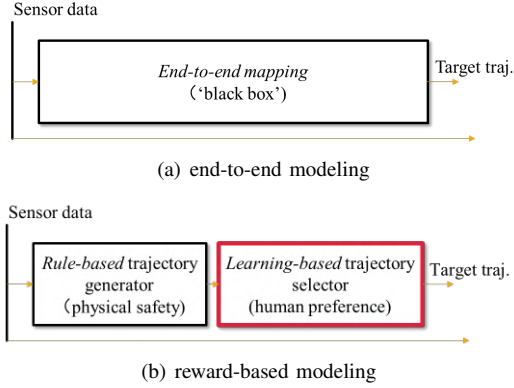 Sensor data
End-to-end mapping
（‘black box’)
Target traj.
(a) end-to-end modeling
Sensor data
Rule-based trajectory
generator
（physical safety)
Learning-based trajectory
selector
(human preference)
Target traj.
(b) reward-based modeling